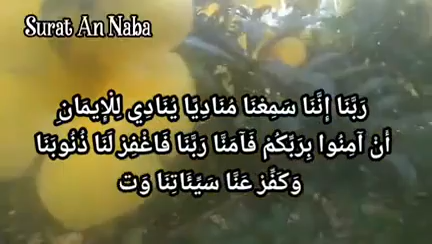 Surat An Naba
رَبَّنَا إِنَّنَا سَمِعْنَا مُنَادِيًا يُنَادِي لِلْإِيمَانِ
أَنْ آمِنُوا بِرَبِّكُمْ فَآمَنَّا رَبَّنَا فَاغْفِرْ لَنَا ذُنُوبَنَا
وَكَفِّرْ عَنَّا سَيِّئَاتِنَا وَتَ